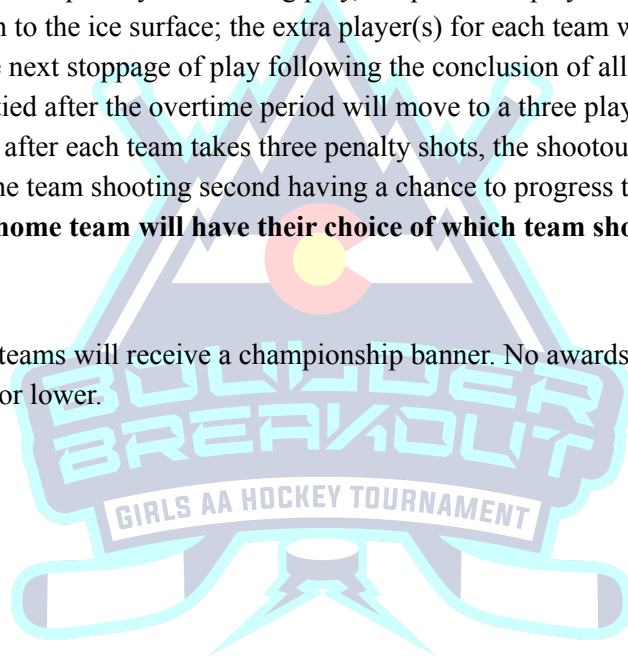 n to the ice surface; the extra player(s) for each team w
e next stoppage of play following the conclusion of all
tied after the overtime period will move to a three play
after each team takes three penalty shots, the shootou
ne team shooting second having a chance to progress t
home team will have their choice of which team sho
teams will receive a championship banner. No awards
or lower.
BOULDER
BREAKOUT
GIRLS AA HOCKEY TOURNAMENT